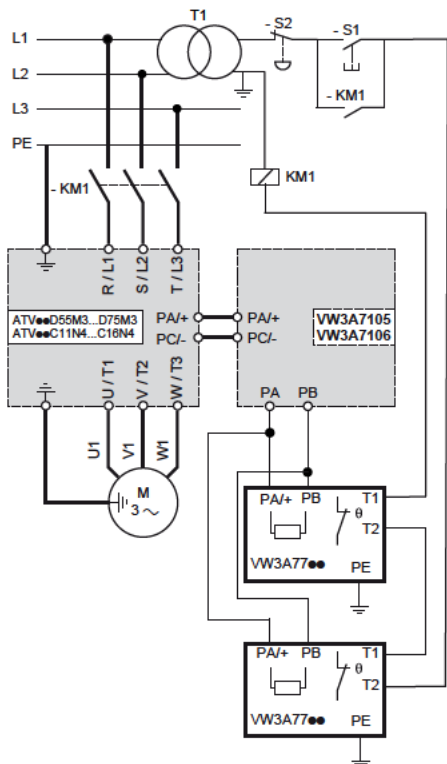 T1
L1
- S2
- S1
L2
- KM1
L3
PE
- KM1
KM1
R / L1
S / L2
T / L3
ATV●●D55M3...D75M3
ATV●●C11N4...C16N4
PA/+
PC/-
PA/+
PC/-
VW3A7105
VW3A7106
U / T1
V / T2
W / T3
PA
PB
U1
V1
W1
M
3 ~
PA/+
PB
T1
θ
T2
VW3A77●●
PE
PA/+
PB
T1
θ
T2
VW3A77●●
PE